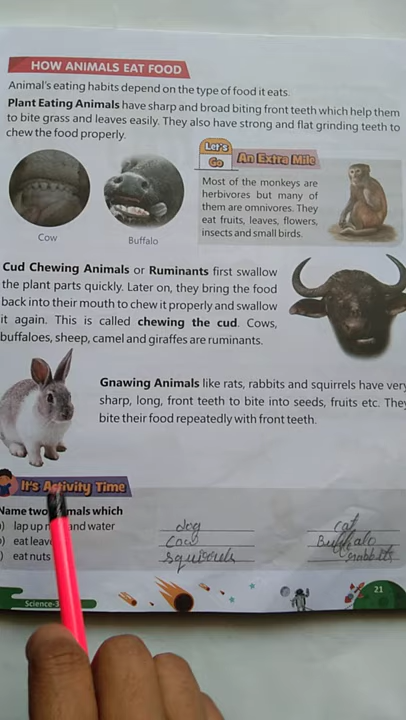 HOW ANIMALS EAT FOOD
Animal's eating habits depend on the type of food it eats.
Plant Eating Animals have sharp and broad biting front teeth which help them
to bite grass and leaves easily. They also have strong and flat grinding teeth to
chew the food properly.
Let's
Go An Extra Mile
Most of the monkeys are
herbivores but many of
them are omnivores. They
eat fruits, leaves, flowers,
insects and small birds.
Cow
Buffalo
Cud Chewing Animals or Ruminants first swallow
the plant parts quickly. Later on, they bring the food
back into their mouth to chew it properly and swallow
it again. This is called chewing the cud. Cows,
buffaloes, sheep, camel and giraffes are ruminants.
Gnawing Animals like rats, rabbits and squirrels have very
sharp, long, front teeth to bite into seeds, fruits etc. They
bite their food repeatedly with front teeth.
It's Activity Time
Name two which
) lap up and water dog cat
) eat Cow Buffalo
) eat nuts squirrels rabbits
Science-3
21